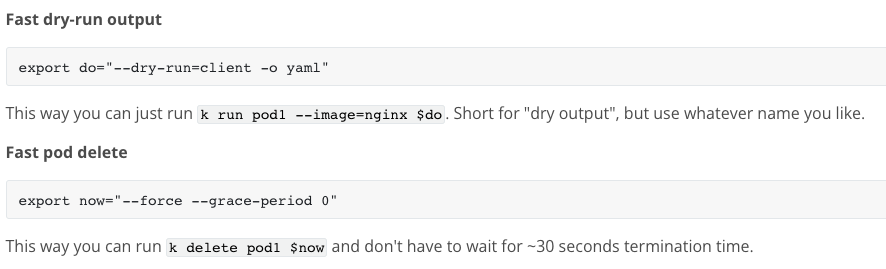 Fast dry-run output
export do="--dry-run=client -o yaml"
This way you can just run k run pod1 --image=nginx $do. Short for "dry output", but use whatever name you like.
Fast pod delete
export now="--force --grace-period 0"
This way you can run k delete pod1 $now and don't have to wait for ~30 seconds termination time.